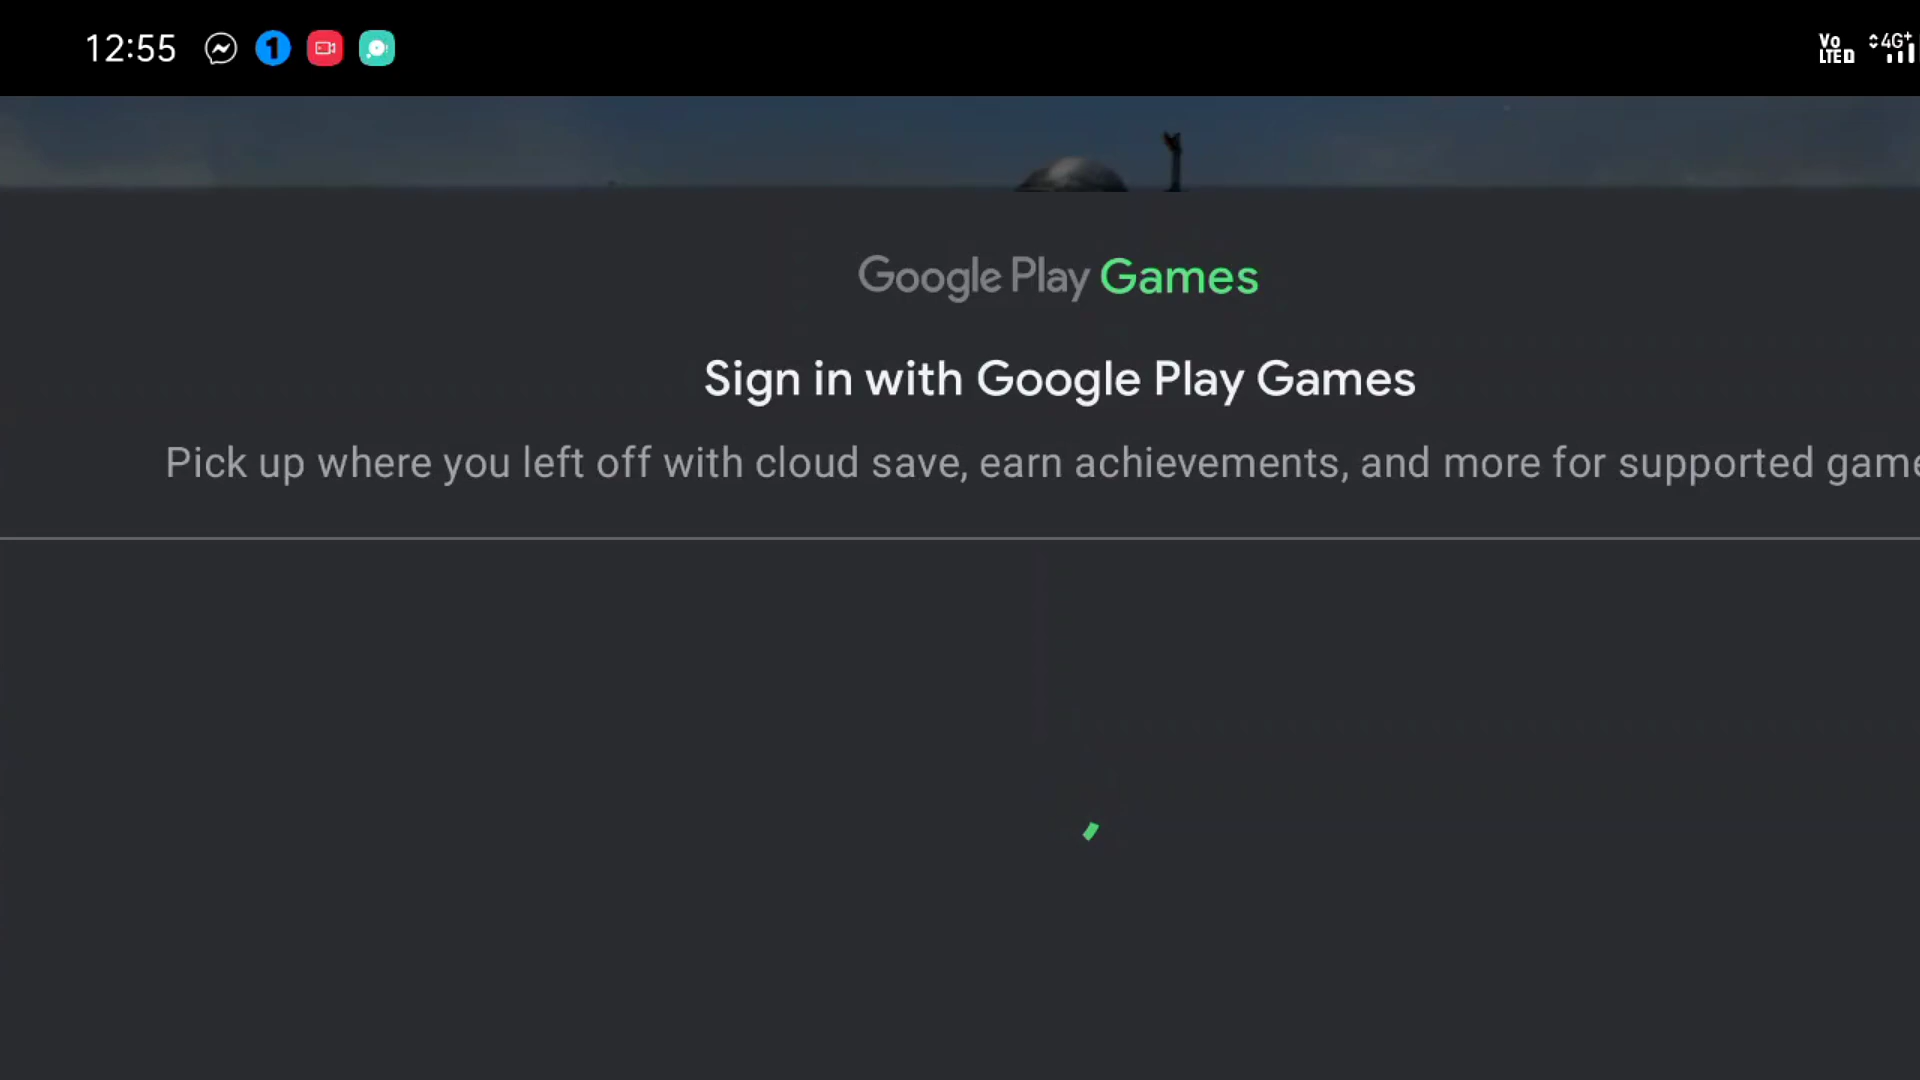 12:55
Vo LTE 4G+
Google Play Games
Sign in with Google Play Games
Pick up where you left off with cloud save, earn achievements, and more for supported game